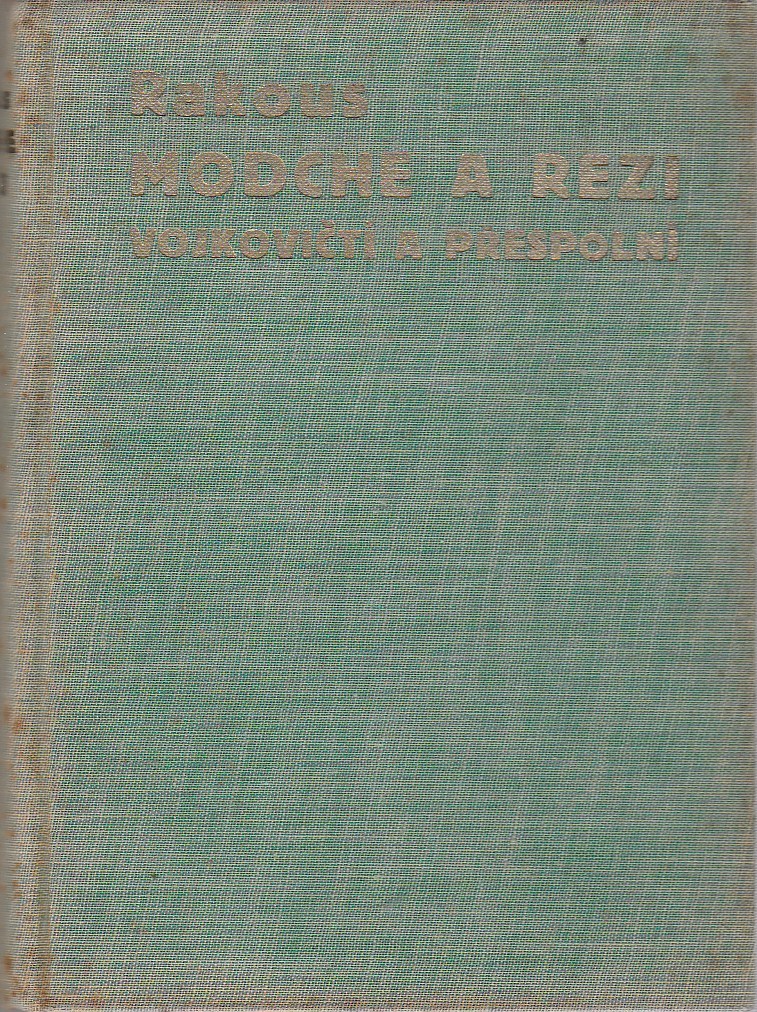 Rakous
MODCHE A REZI
VOJKOVIČTÍ A PŘESPOLNÍ